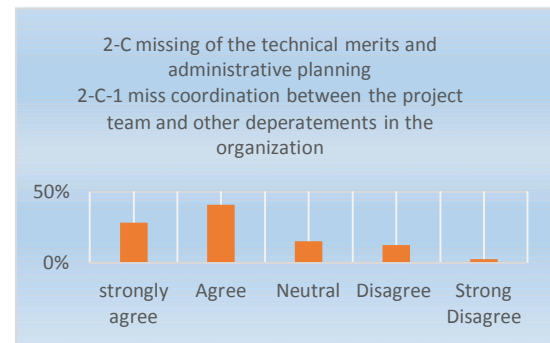 2-C missing of the technical merits and
administrative planning
2-C-1 miss coordination between the project
team and other deperatements in the
organization
50%
0%
strongly
agree
Agree
Neutral
Disagree
Strong
Disagree